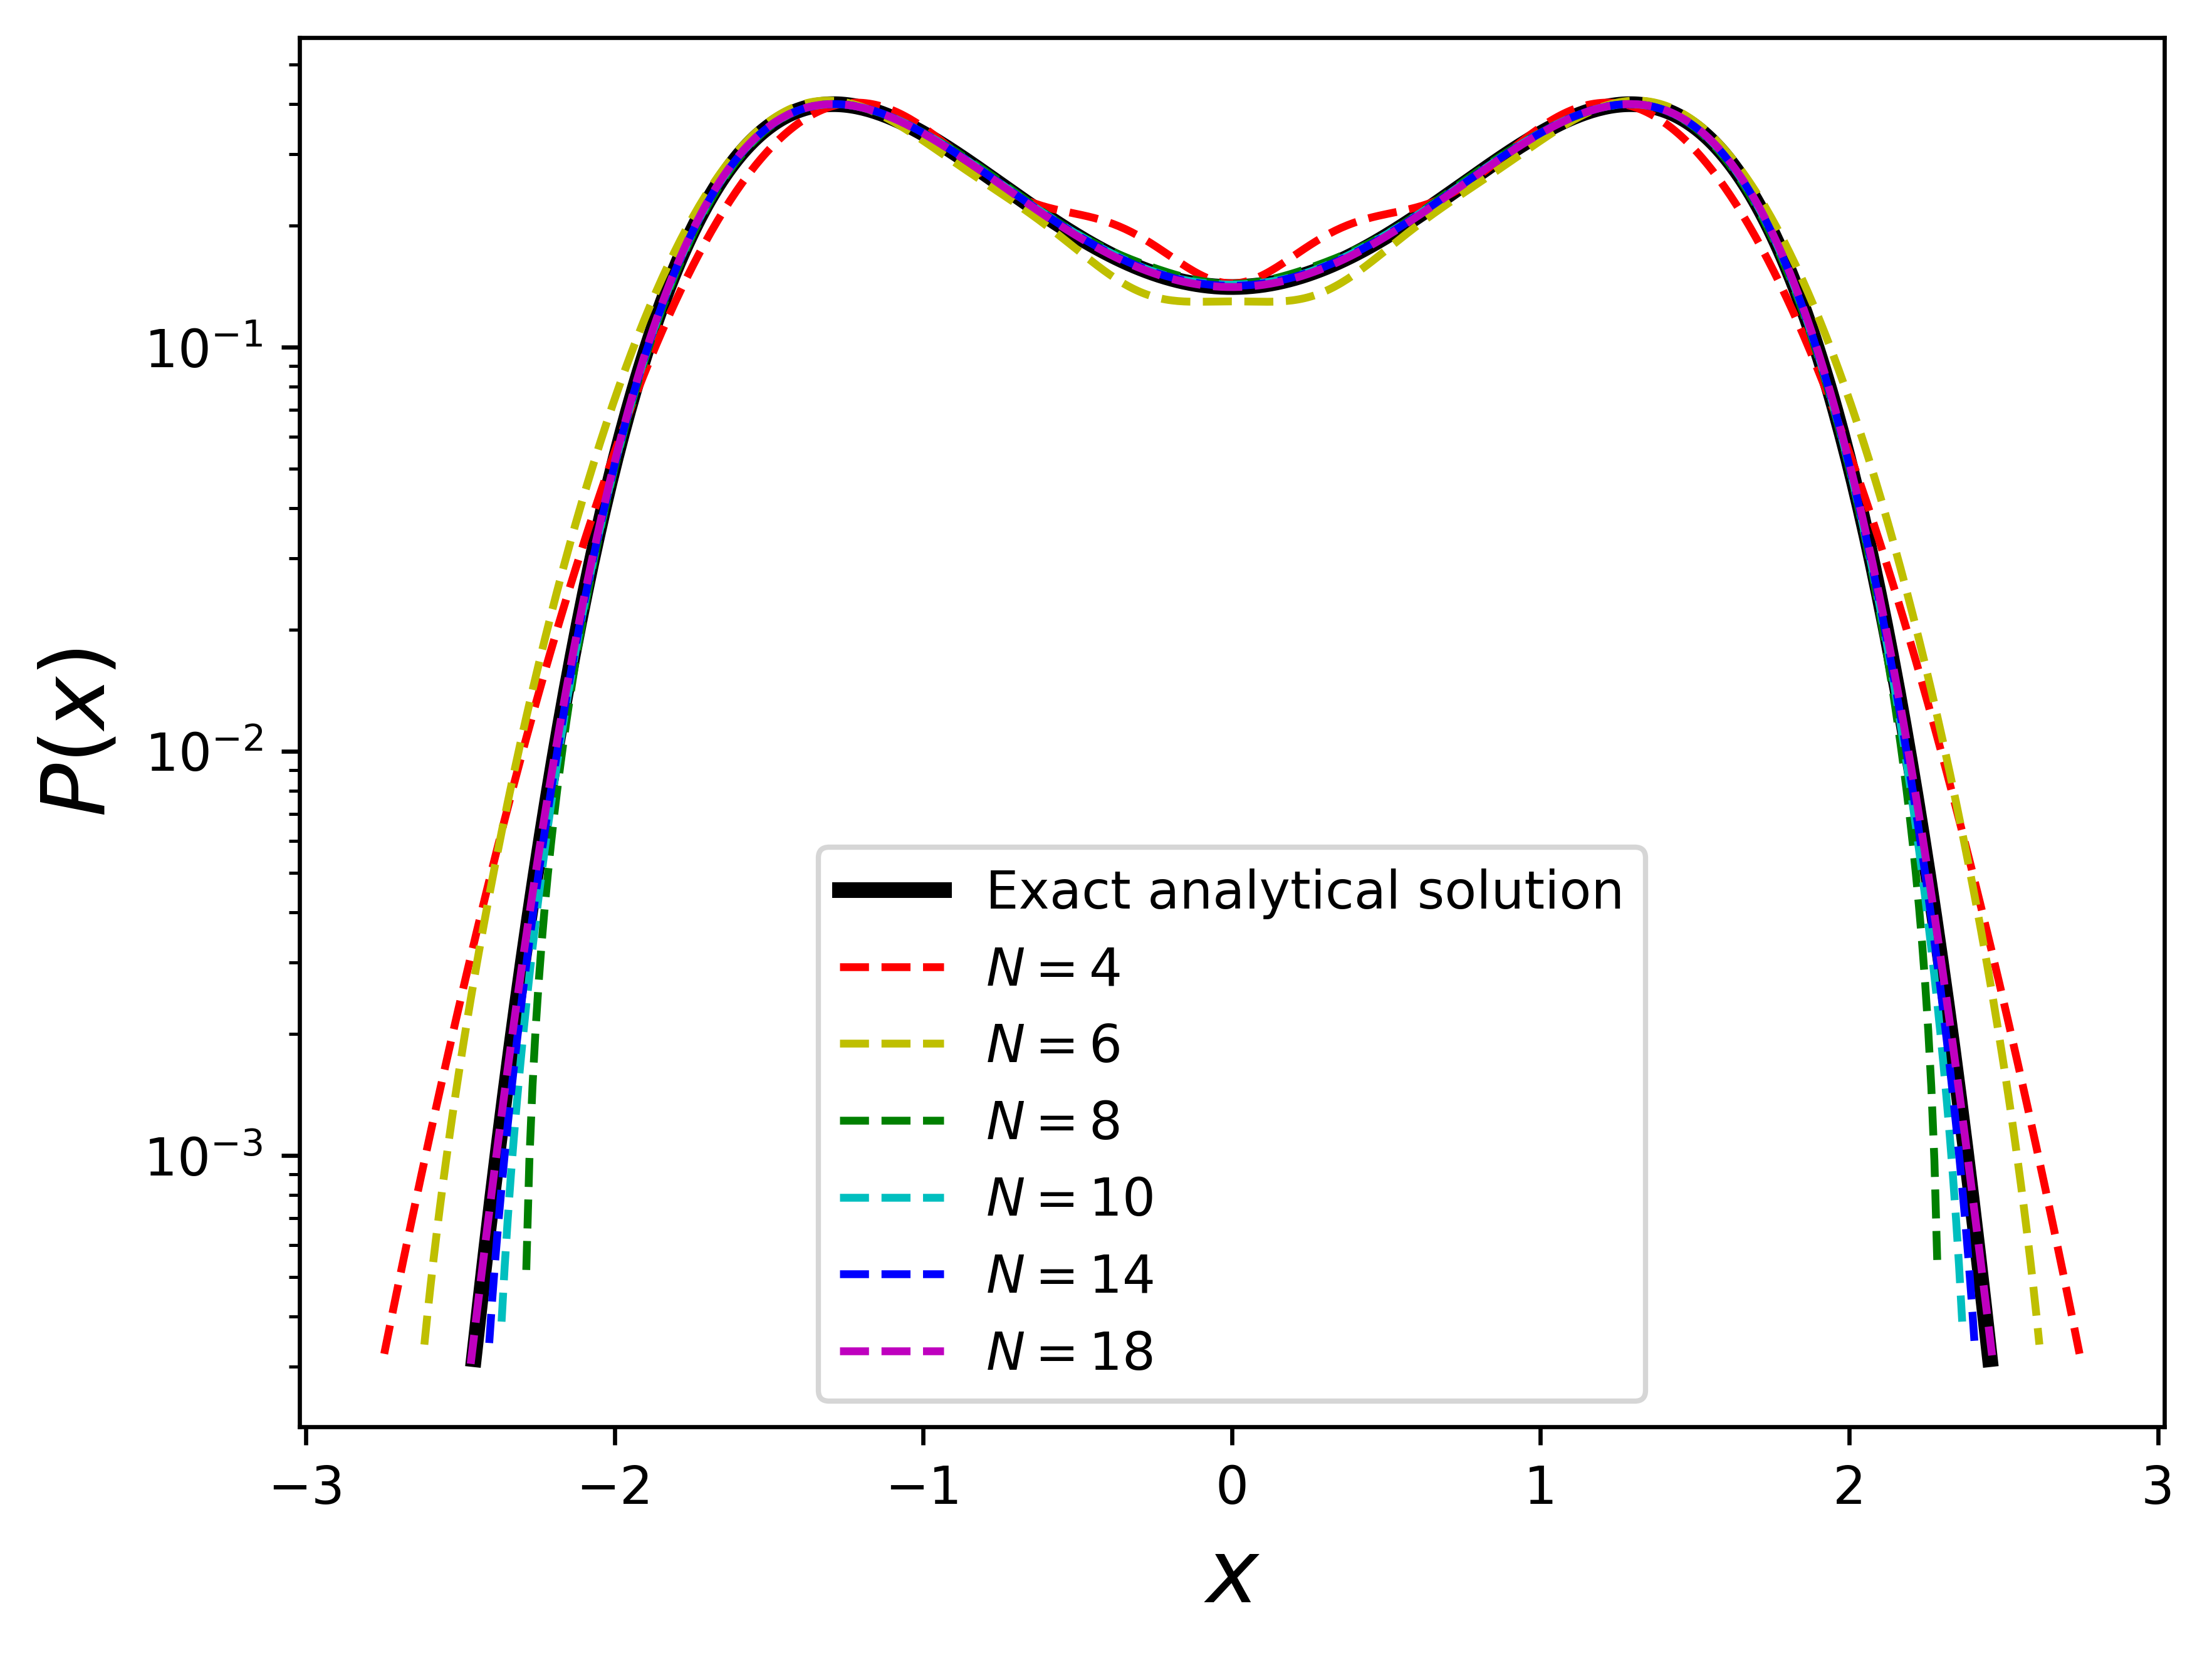 P(x)
10⁻¹
10⁻²
10⁻³
Exact analytical solution
N = 4
N = 6
N = 8
N = 10
N = 14
N = 18
−3 −2 −1 0 1 2 3
x